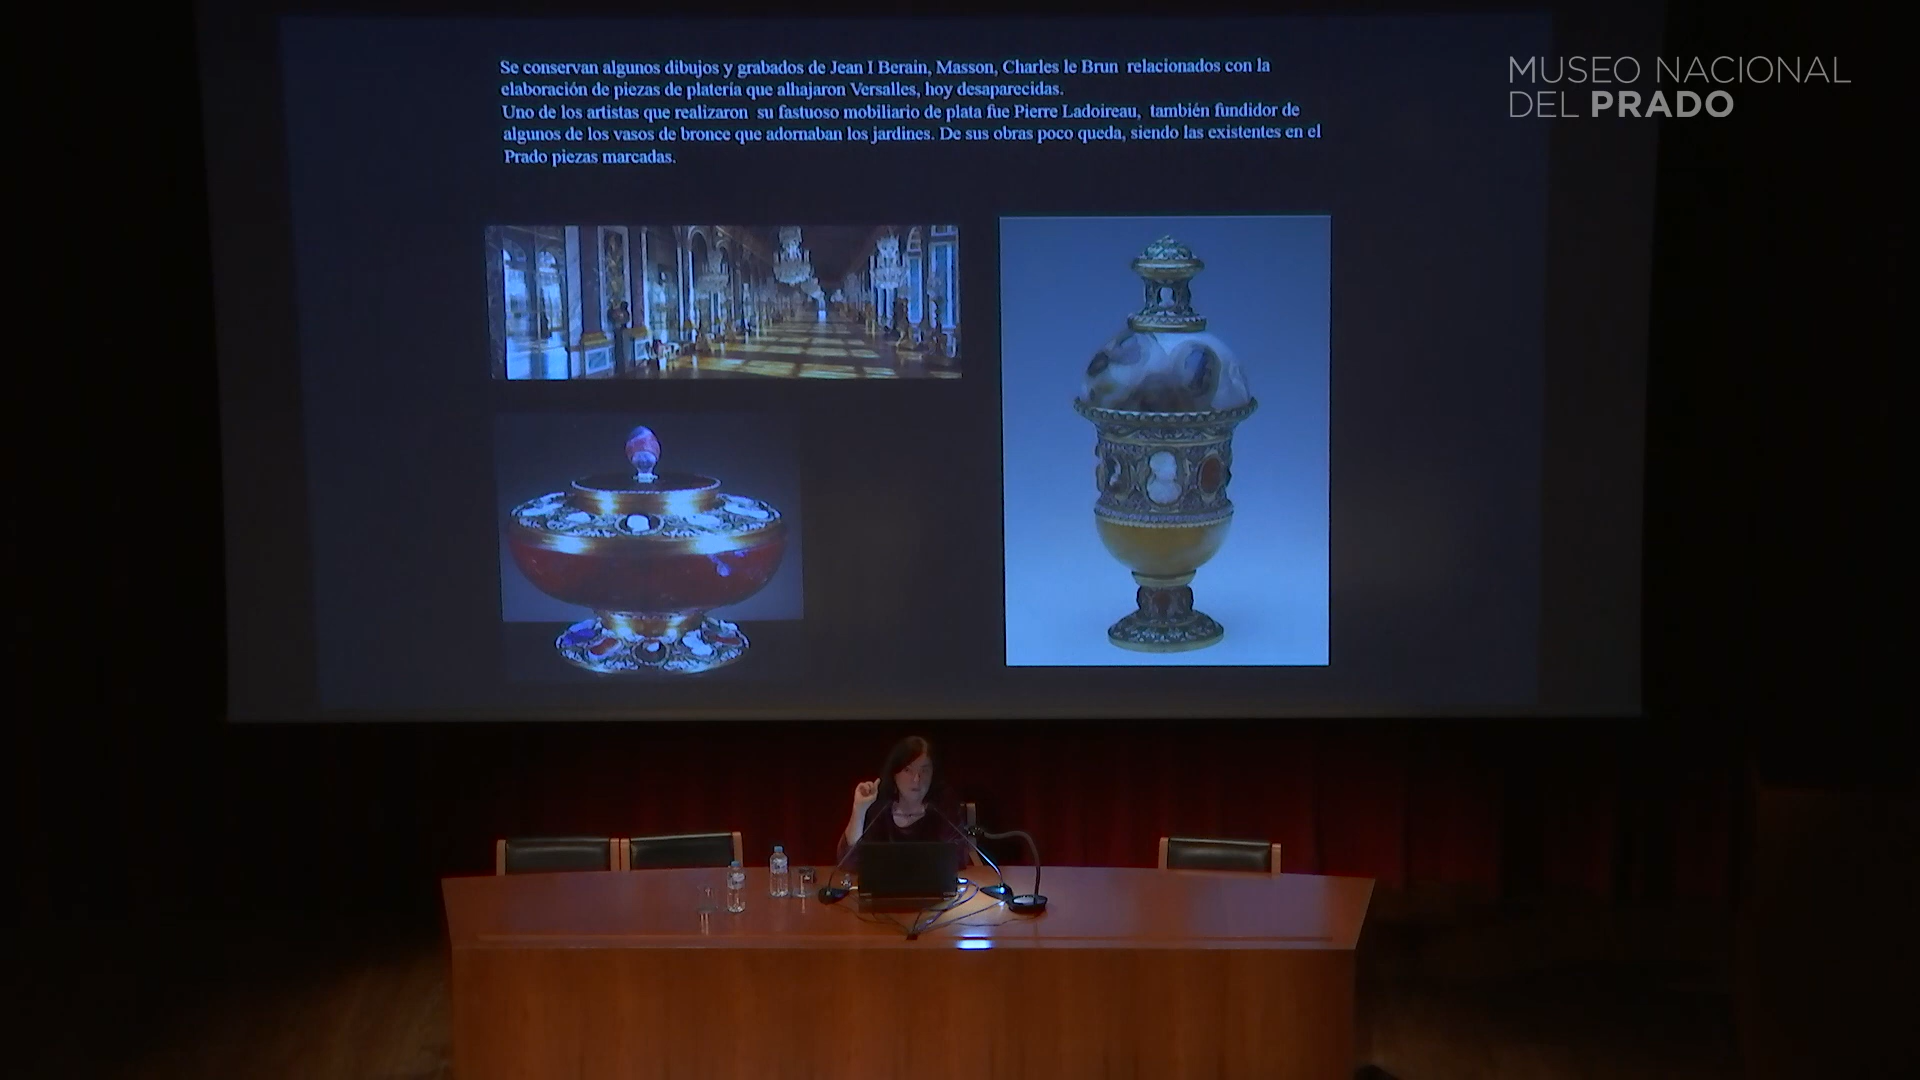 Se conservan algunos dibujos y grabados de Jean I Berain, Masson, Charles le Brun relacionados con la
elaboración de piezas de platería que alhajaron Versalles, hoy desaparecidas.
Uno de los artistas que realizaron su fastuoso mobiliario de plata fue Pierre Ladoireau, también fundidor de
algunos de los vasos de bronce que adornaban los jardines. De sus obras poco queda, siendo las existentes en el
Prado piezas marcadas.
MUSEO NACIONAL
DEL PRADO